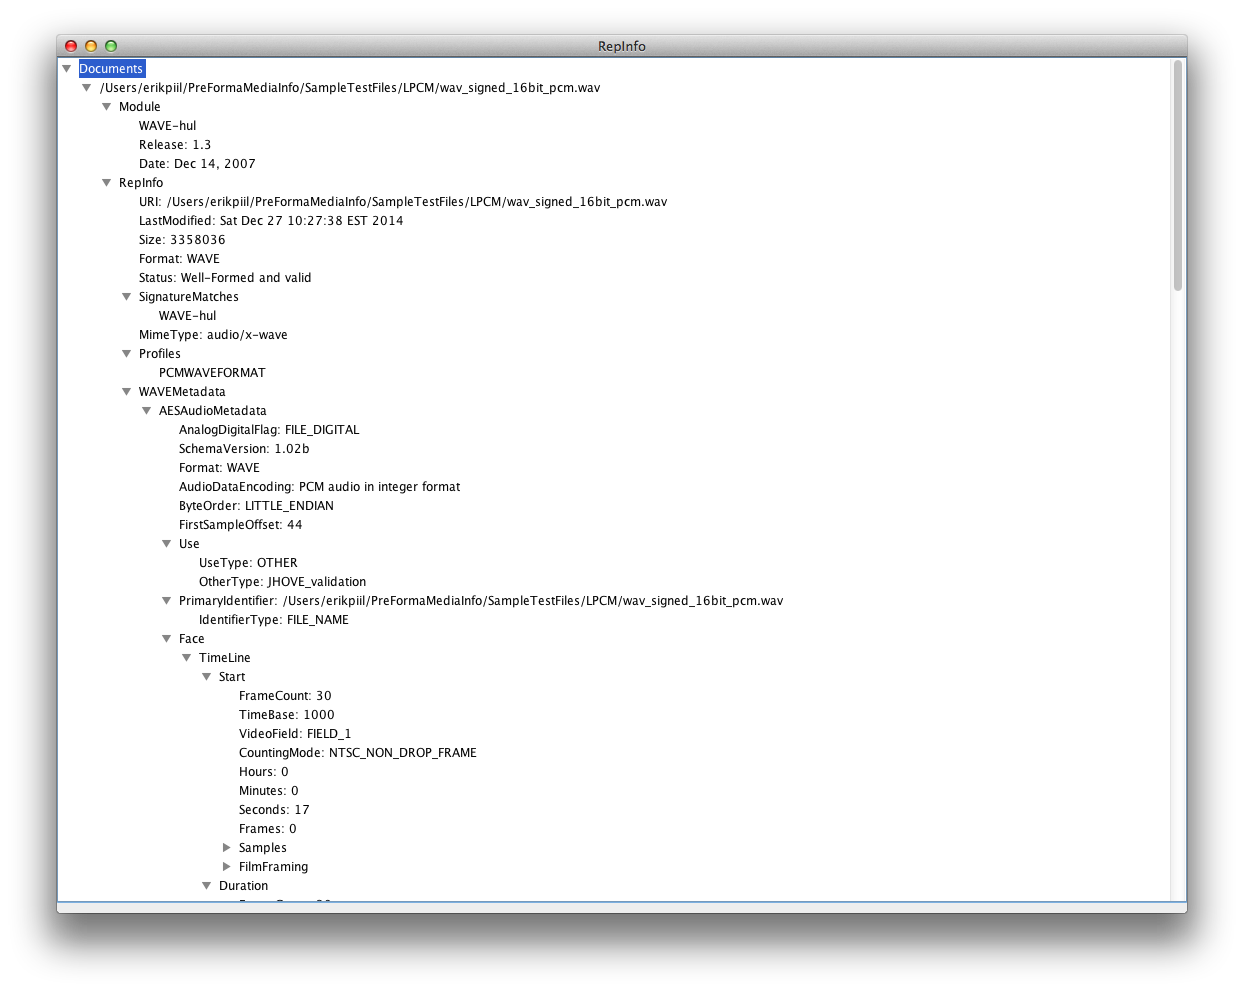 RepInfo
Documents
/Users/erikpiil/PreFormaMediaInfo/SampleTestFiles/LPCM/wav_signed_16bit_pcm.wav
Module
WAVE-hul
Release: 1.3
Date: Dec 14, 2007
RepInfo
URI: /Users/erikpiil/PreFormaMediaInfo/SampleTestFiles/LPCM/wav_signed_16bit_pcm.wav
LastModified: Sat Dec 27 10:27:38 EST 2014
Size: 3358036
Format: WAVE
Status: Well-Formed and valid
SignatureMatches
WAVE-hul
MimeType: audio/x-wave
Profiles
PCMWAVEFORMAT
WAVEMetadata
AESAudioMetadata
AnalogDigitalFlag: FILE_DIGITAL
SchemaVersion: 1.02b
Format: WAVE
AudioDataEncoding: PCM audio in integer format
ByteOrder: LITTLE_ENDIAN
FirstSampleOffset: 44
Use
UseType: OTHER
OtherType: JHOVE_validation
PrimaryIdentifier: /Users/erikpiil/PreFormaMediaInfo/SampleTestFiles/LPCM/wav_signed_16bit_pcm.wav
IdentifierType: FILE_NAME
Face
TimeLine
Start
FrameCount: 30
TimeBase: 1000
VideoField: FIELD_1
CountingMode: NTSC_NON_DROP_FRAME
Hours: 0
Minutes: 0
Seconds: 17
Frames: 0
Samples
FilmFraming
Duration